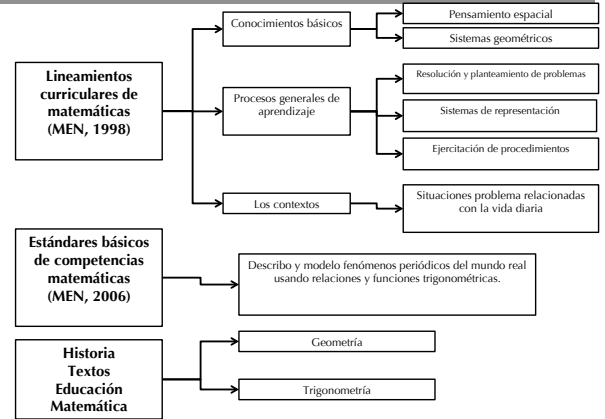 Lineamientos
curriculares de
matemáticas
(MEN, 1998)
Conocimientos básicos
Pensamiento espacial
Sistemas geométricos
Procesos generales de
aprendizaje
Resolución y planteamiento de problemas
Sistemas de representación
Ejercitación de procedimientos
Los contextos
Situaciones problema relacionadas
con la vida diaria
Estándares básicos
de competencias
matemáticas
(MEN, 2006)
Describo y modelo fenómenos periódicos del mundo real
usando relaciones y funciones trigonométricas.
Historia
Textos
Educación
Matemática
Geometría
Trigonometría